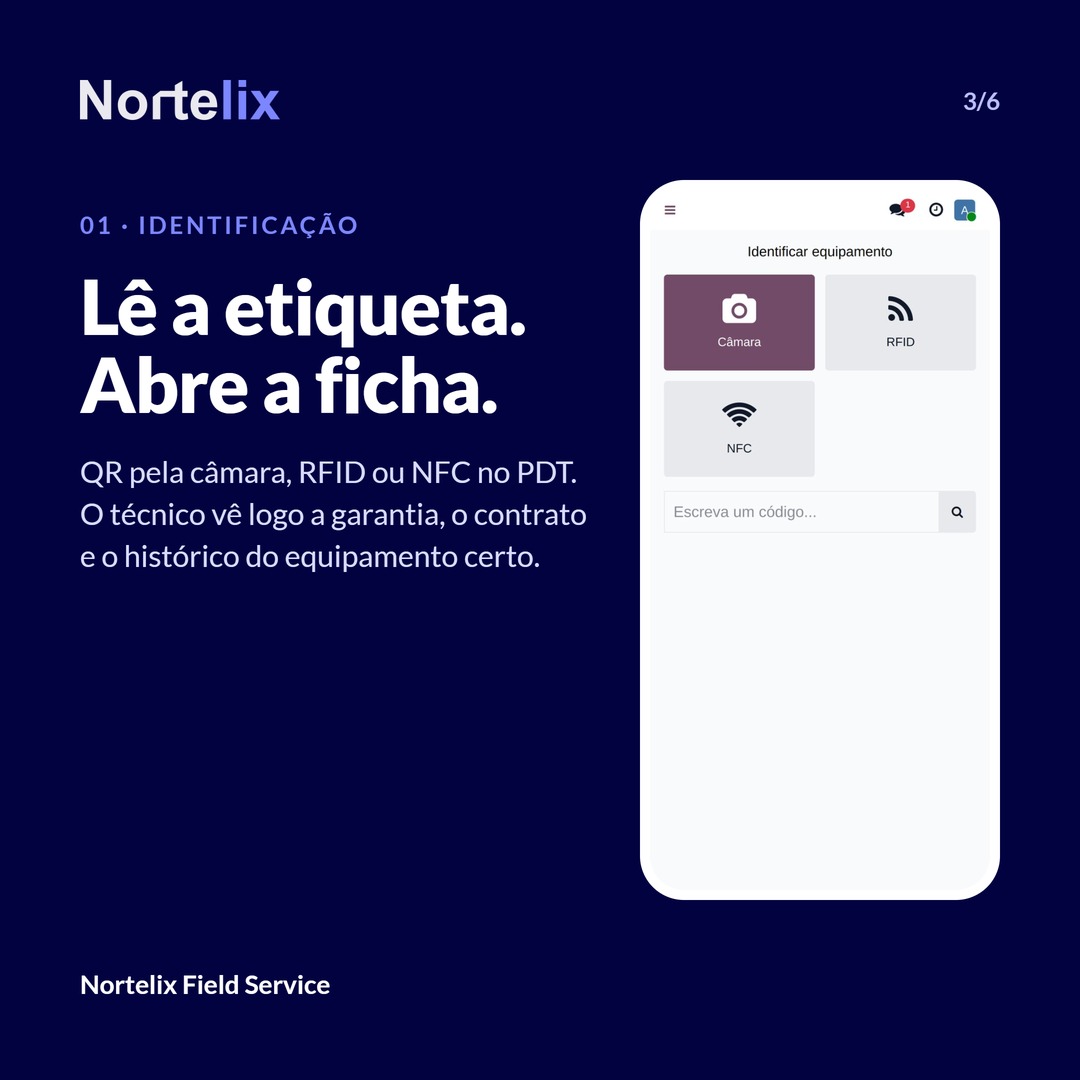 Nortelix
3/6
01 · IDENTIFICAÇÃO
Lê a etiqueta.
Abre a ficha.
QR pela câmara, RFID ou NFC no PDT.
O técnico vê logo a garantia, o contrato
e o histórico do equipamento certo.
1
A
Identificar equipamento
Câmara
RFID
NFC
Escreva um código...
Nortelix Field Service